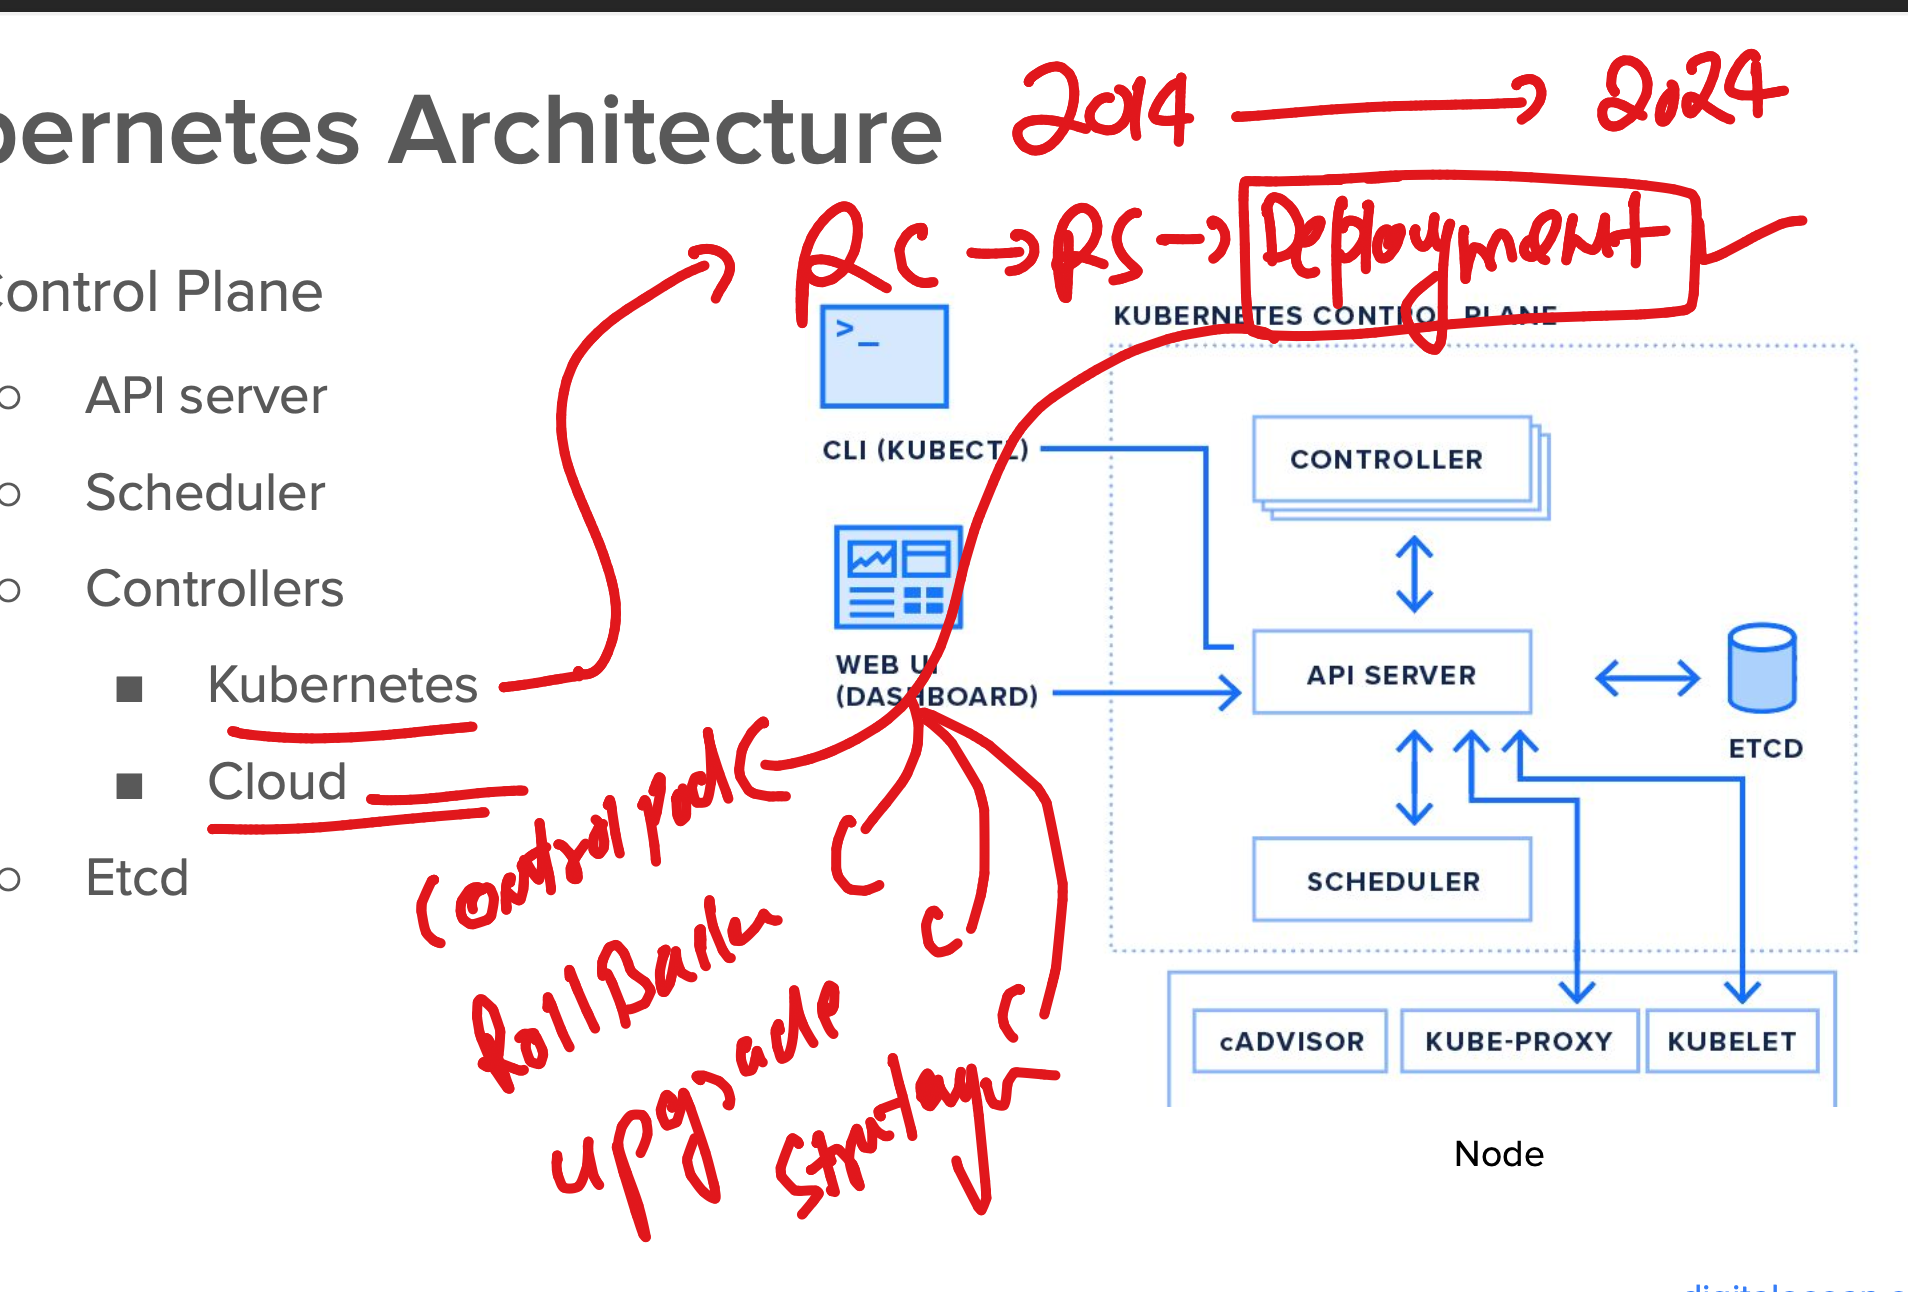 bernetes Architecture
2014 → 2024
RC → RS → Deployment
Control Plane
○ API server
○ Scheduler
○ Controllers
■ Kubernetes
■ Cloud
○ Etcd
>_
CLI (KUBECTL)
WEB UI
(DASHBOARD)
KUBERNETES CONTROL PLANE
CONTROLLER
API SERVER
ETCD
SCHEDULER
cADVISOR
KUBE-PROXY
KUBELET
Node
Control pod
C
C
C
C
RollBack
upgrade
Strategy